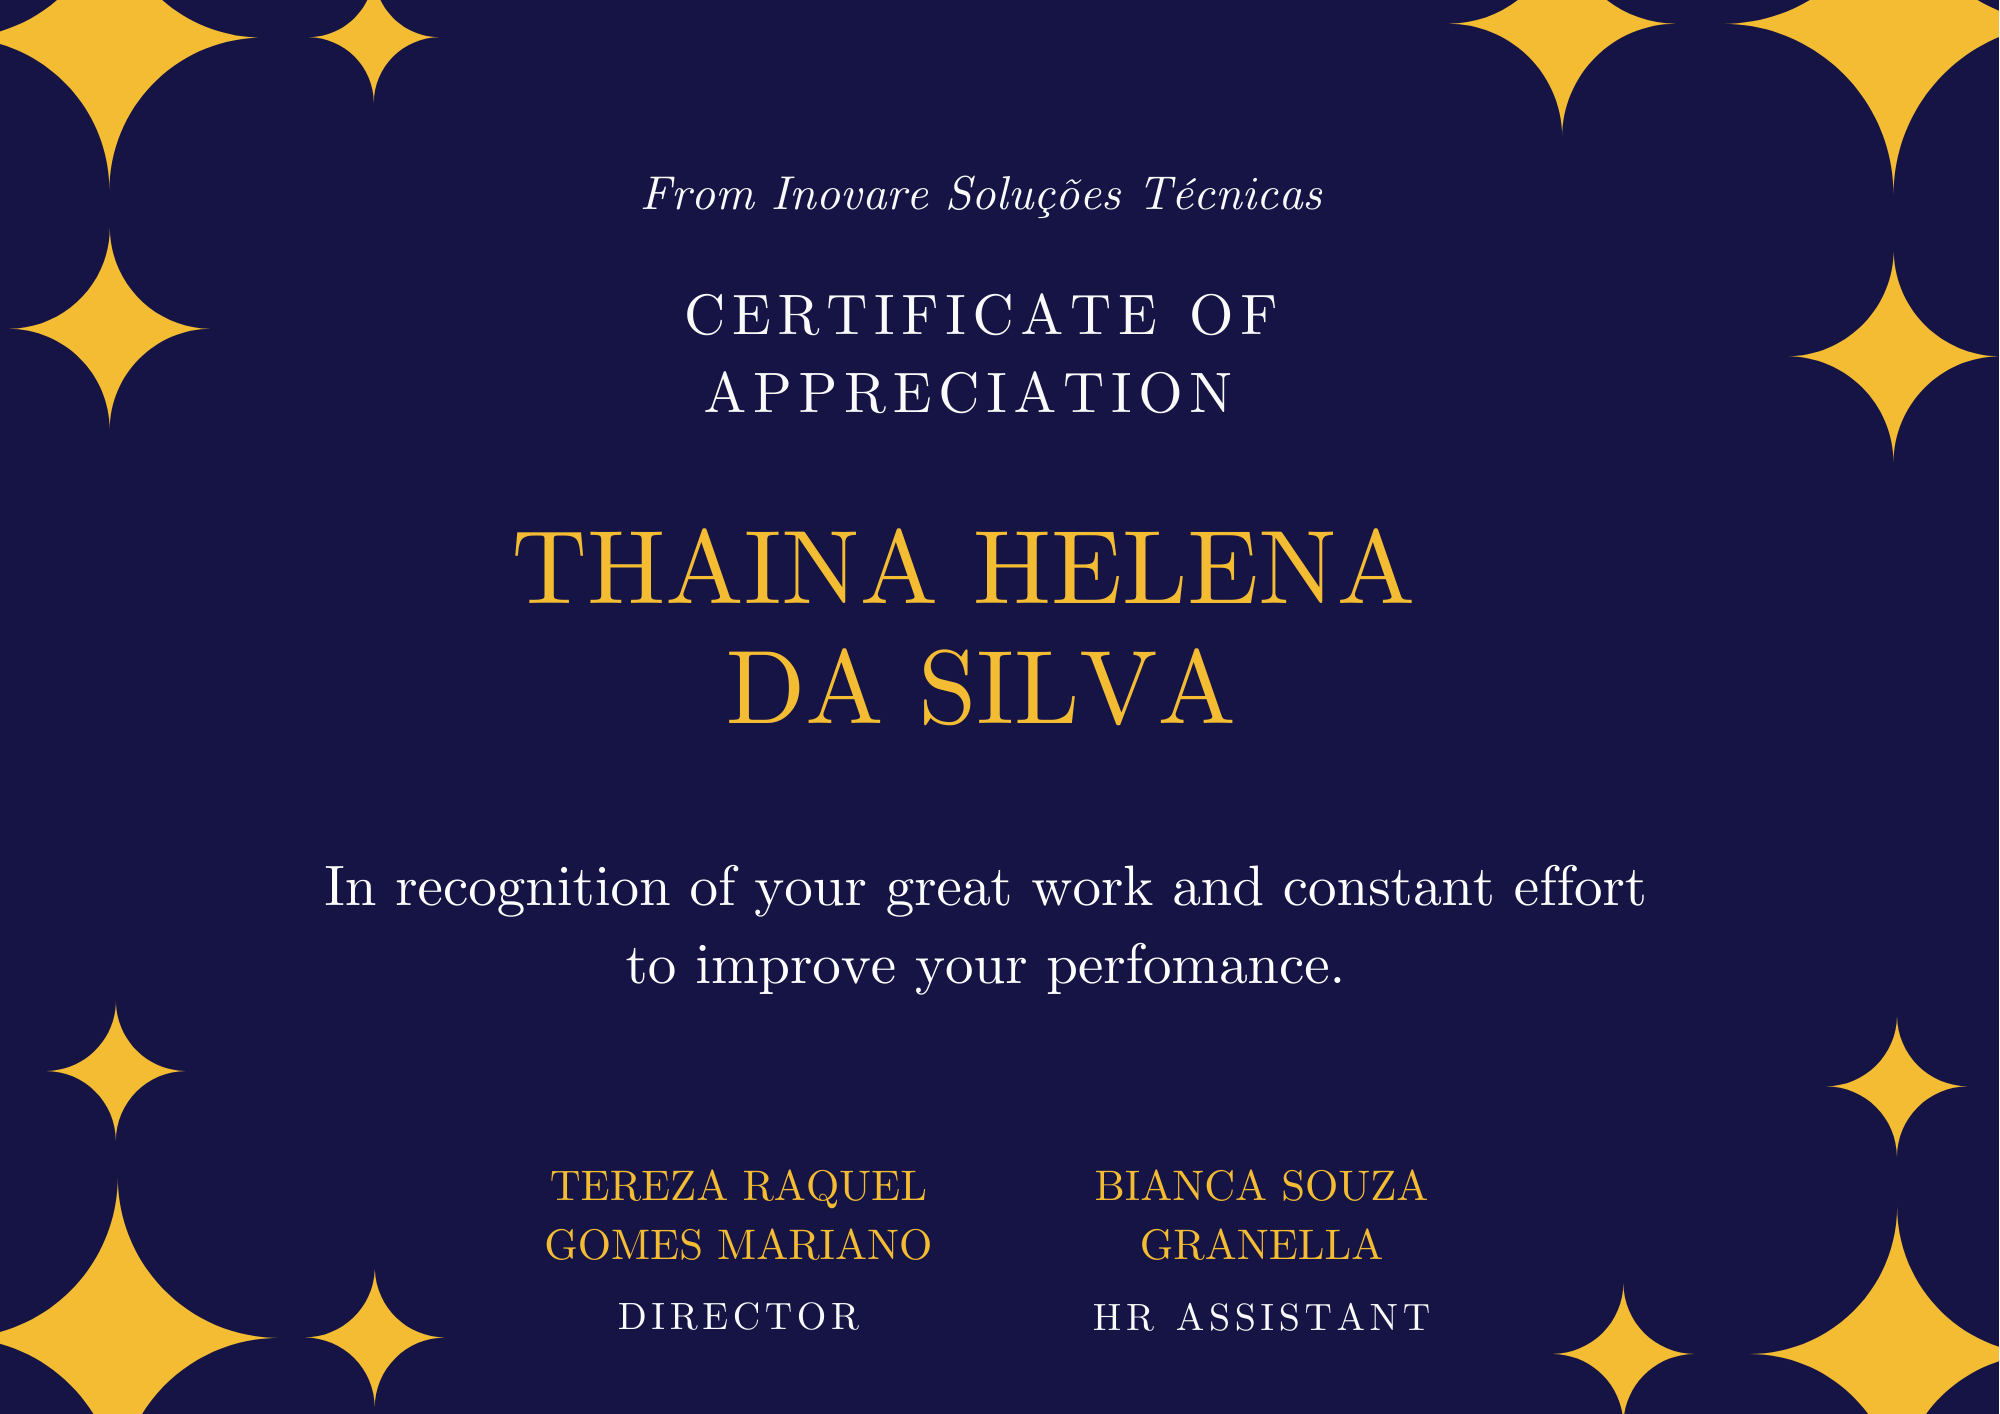 From Inovare Soluções Técnicas
CERTIFICATE OF
APPRECIATION
THAINA HELENA
DA SILVA
In recognition of your great work and constant effort
to improve your perfomance.
TEREZA RAQUEL
GOMES MARIANO
DIRECTOR
BIANCA SOUZA
GRANELLA
HR ASSISTANT